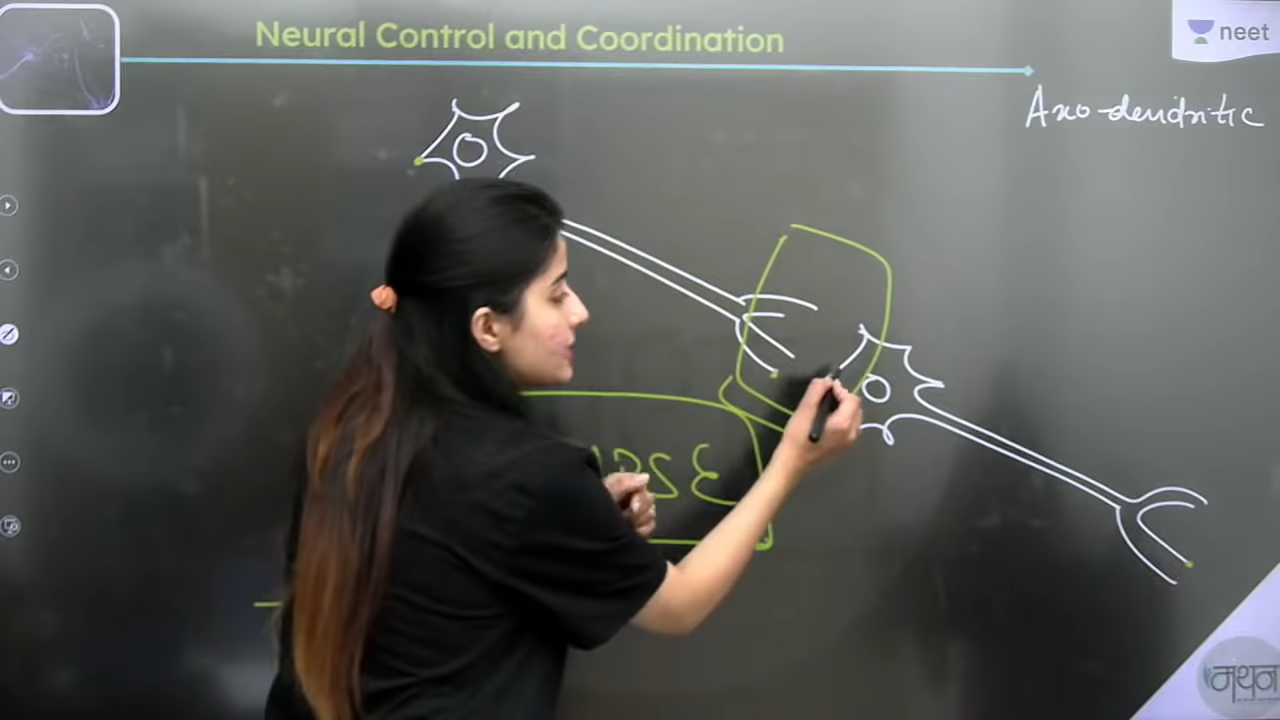 Neural Control and Coordination
neet
Axo-dendritic
मंथन